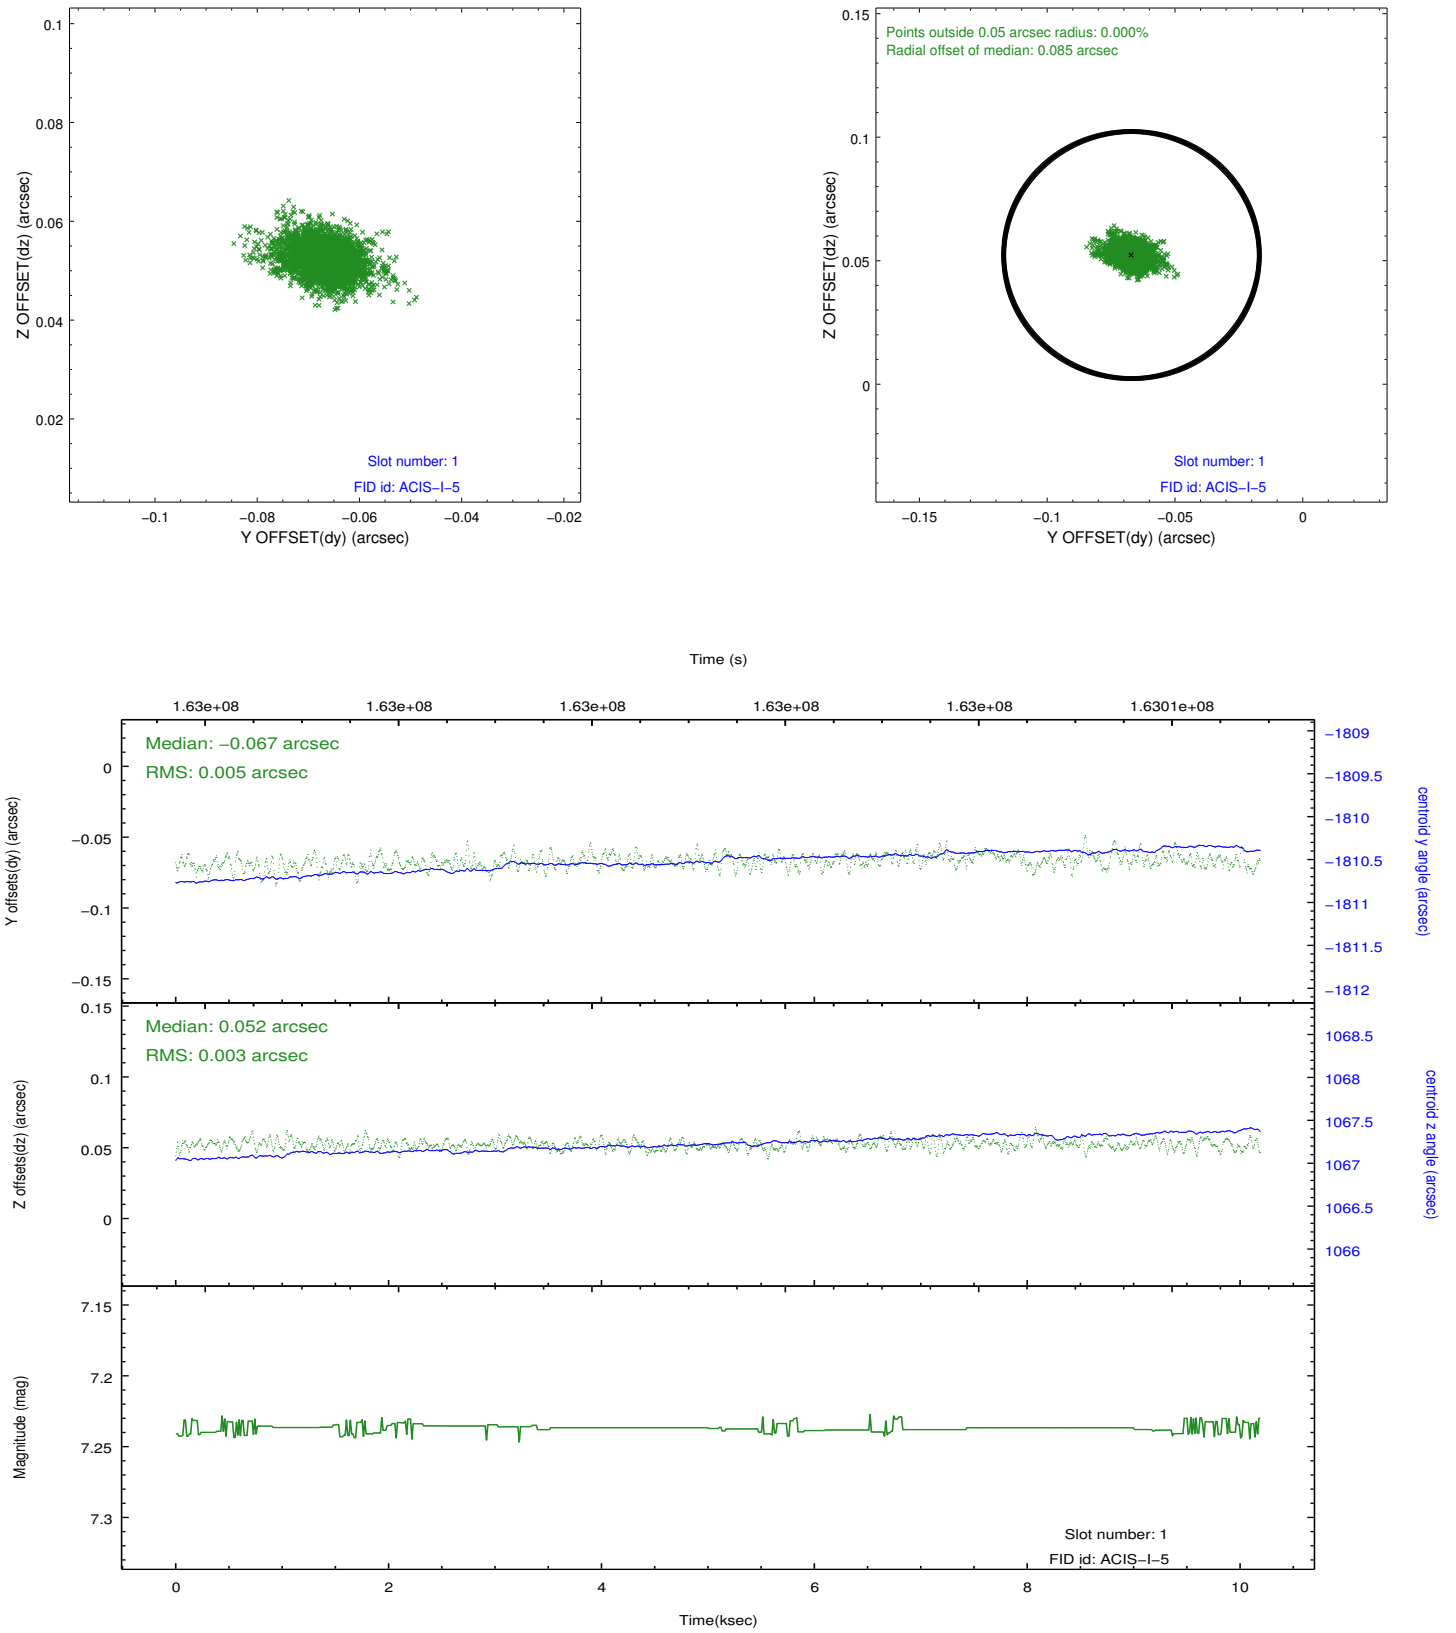 0.1
0.08
0.06
0.04
0.02
Z OFFSET(dz) (arcsec)
Slot number: 1
FID id: ACIS−I−5
−0.1
−0.08
−0.06
−0.04
−0.02
Y OFFSET(dy) (arcsec)
Points outside 0.05 arcsec radius: 0.000%
Radial offset of median: 0.085 arcsec
0.15
0.1
0.05
0
Z OFFSET(dz) (arcsec)
Slot number: 1
FID id: ACIS−I−5
−0.15
−0.1
−0.05
0
Y OFFSET(dy) (arcsec)
Time (s)
1.63e+08
1.63e+08
1.63e+08
1.63e+08
1.63e+08
1.6301e+08
Median: −0.067 arcsec
RMS: 0.005 arcsec
0
−0.05
−0.1
−0.15
Y offsets(dy) (arcsec)
−1809
−1809.5
−1810
−1810.5
−1811
−1811.5
−1812
centroid y angle (arcsec)
Median: 0.052 arcsec
RMS: 0.003 arcsec
0.15
0.1
0.05
0
Z offsets(dz) (arcsec)
1068.5
1068
1067.5
1067
1066.5
1066
centroid z angle (arcsec)
7.15
7.2
7.25
7.3
Magnitude (mag)
Slot number: 1
FID id: ACIS−I−5
0
2
4
6
8
10
Time(ksec)